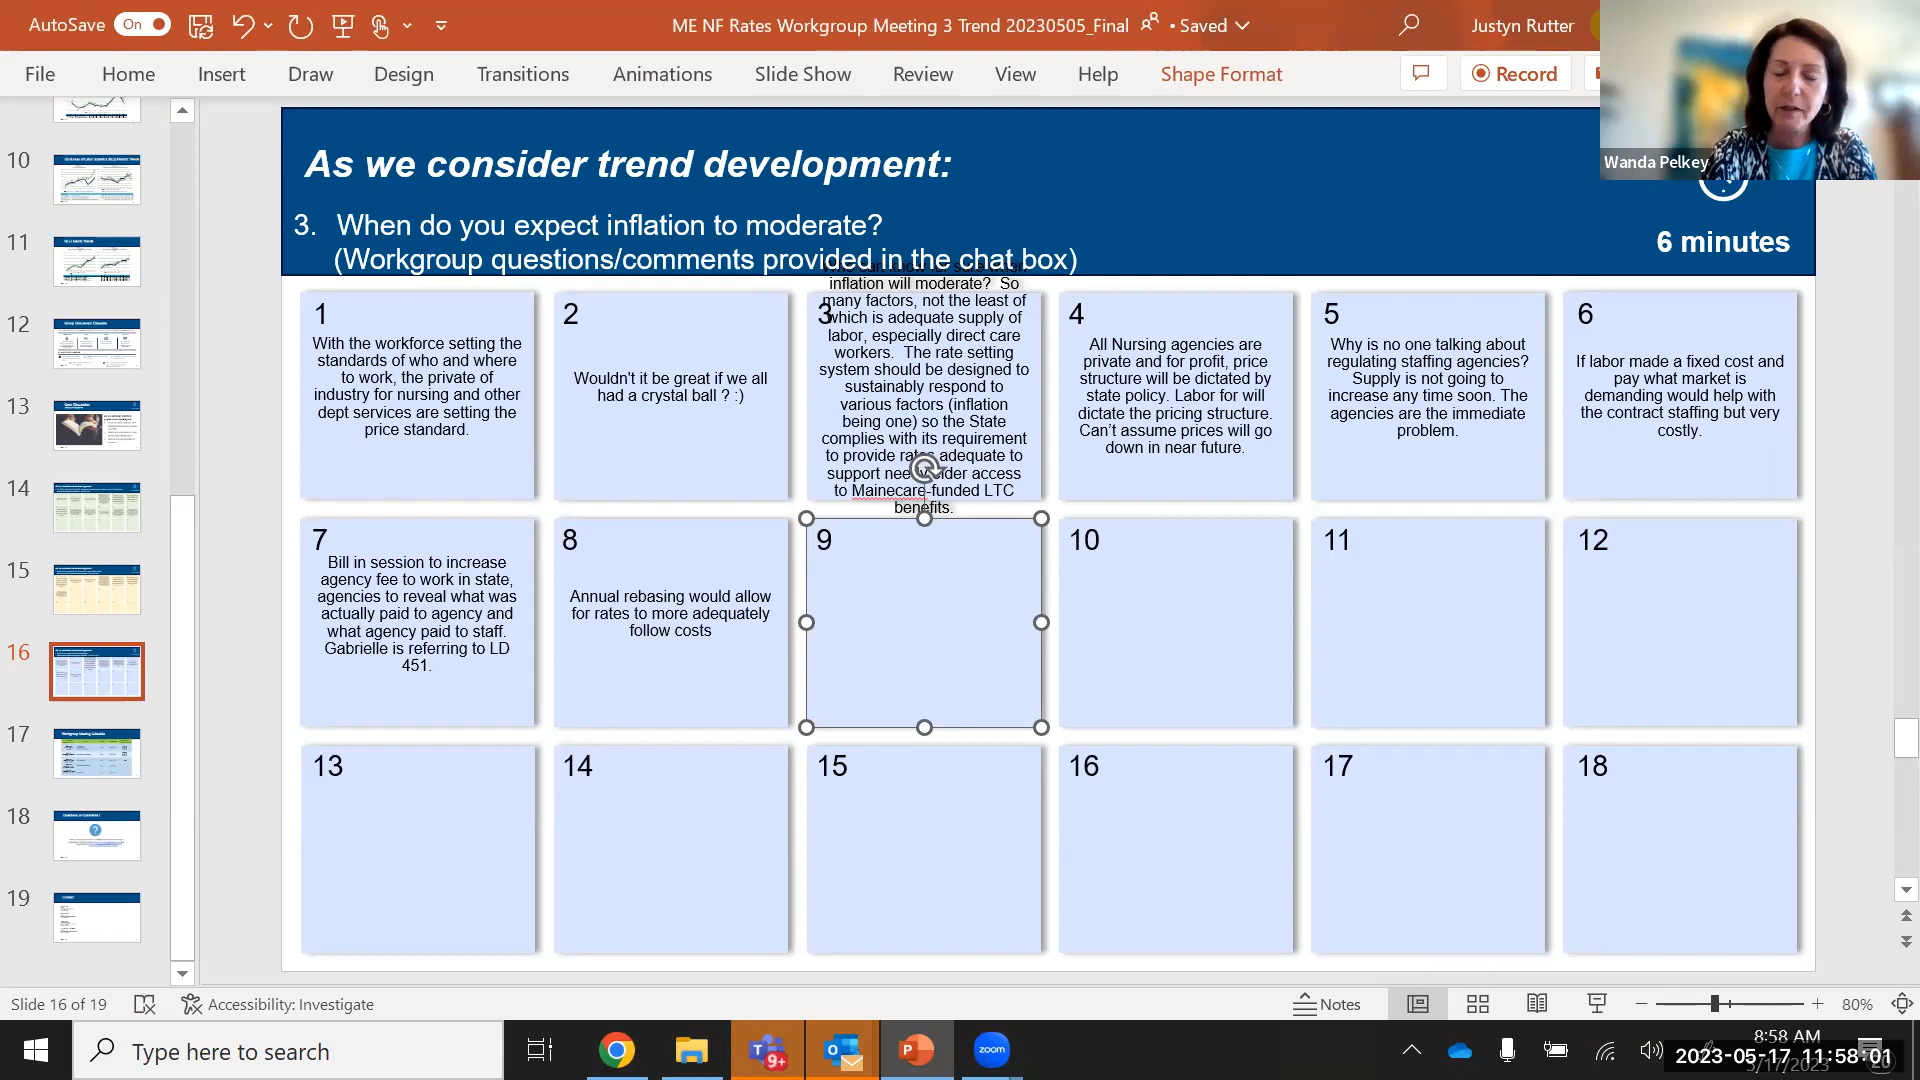 AutoSave On
ME NF Rates Workgroup Meeting 3 Trend 20230505_Final • Saved
Justyn Rutter
File Home Insert Draw Design Transitions Animations Slide Show Review View Help Shape Format
Record
Wanda Pelkey
As we consider trend development:
3. When do you expect inflation to moderate?
(Workgroup questions/comments provided in the chat box)
6 minutes
1
With the workforce setting the
standards of who and where
to work, the private of
industry for nursing and other
dept services are setting the
price standard.
2
Wouldn't it be great if we all
had a crystal ball ? :)
3
inflation will moderate? So
many factors, not the least of
which is adequate supply of
labor, especially direct care
workers. The rate setting
system should be designed to
sustainably respond to
various factors (inflation
being one) so the State
complies with its requirement
to provide rates adequate to
support needy elder access
to Mainecare-funded LTC
benefits.
4
All Nursing agencies are
private and for profit, price
structure will be dictated by
state policy. Labor for will
dictate the pricing structure.
Can't assume prices will go
down in near future.
5
Why is no one talking about
regulating staffing agencies?
Supply is not going to
increase any time soon. The
agencies are the immediate
problem.
6
If labor made a fixed cost and
pay what market is
demanding would help with
the contract staffing but very
costly.
7
Bill in session to increase
agency fee to work in state,
agencies to reveal what was
actually paid to agency and
what agency paid to staff.
Gabrielle is referring to LD
451.
8
Annual rebasing would allow
for rates to more adequately
follow costs
9
10
11
12
13
14
15
16
17
18
10
11
12
13
14
15
16
17
18
19
Slide 16 of 19
Accessibility: Investigate
Notes
80%
Type here to search
9+
zoom
8:58 AM
2023-05-17 11:58:01
5/17/2023
20